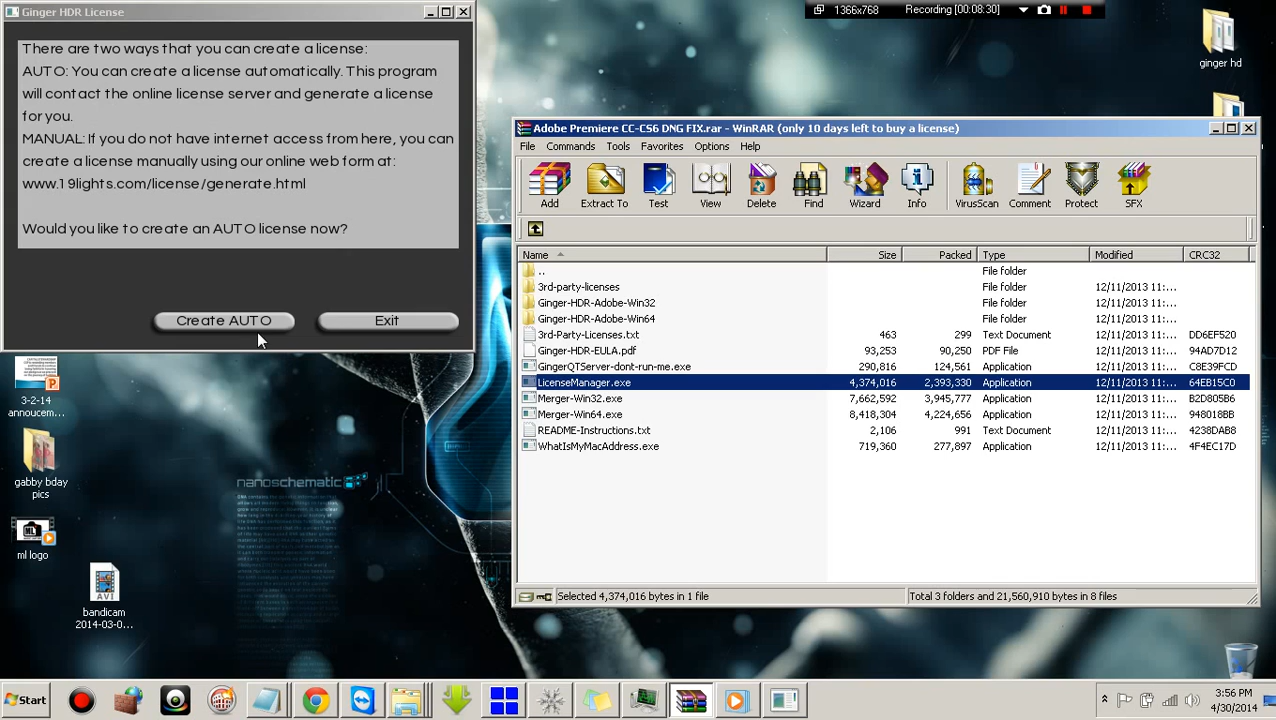 Ginger HDR License
There are two ways that you can create a license:
AUTO: You can create a license automatically. This program
will contact the online license server and generate a license
for you.
MANUAL: If you do not have internet access from here, you can
create a license manually using our online web form at:
www.19lights.com/license/generate.html
Would you like to create an AUTO license now?
Create AUTO
Exit
1366x768
Recording [00:08:30]
ginger hd
Adobe Premiere CC-CS6 DNG FIX.rar - WinRAR (only 10 days left to buy a license)
File Commands Tools Favorites Options Help
Add Extract To Test View Delete Find Wizard Info VirusScan Comment Protect SFX
Name Size Packed Type Modified CRC32
.. File folder
3rd-party-licenses File folder 12/11/2013 11:...
Ginger-HDR-Adobe-Win32 File folder 12/11/2013 11:...
Ginger-HDR-Adobe-Win64 File folder 12/11/2013 11:...
3rd-Party-Licenses.txt 463 290 Text Document 12/11/2013 11:...
Ginger-HDR-EULA.pdf 93,253 90,250 PDF File 12/11/2013 11:... 94AD7D12
GingerQTServer-dont-run-me.exe 290,816 124,561 Application 12/11/2013 11:... C8E39FCD
LicenseManager.exe 4,374,016 2,393,230 Application 12/11/2013 11:... 64EB15C0
Merger-Win32.exe 7,662,592 3,945,777 Application 12/11/2013 11:... B2D805B6
Merger-Win64.exe 8,418,304 4,224,656 Application 12/11/2013 11:... 9480188B
README-Instructions.txt 2,106 891 Text Document 12/11/2013 11:... 4238DAD8
WhatIsMyMacAddress.exe 277,897 Application 12/11/2013 11:...
Selected 4,374,016 bytes in 1 file
Total 3 folders and 21,560,910 bytes in 8 files
3-2-14
annoucem...
gabby bday
nanoschematic
bandicam
2014-03-0...
Start
3:56 PM
4/30/2014